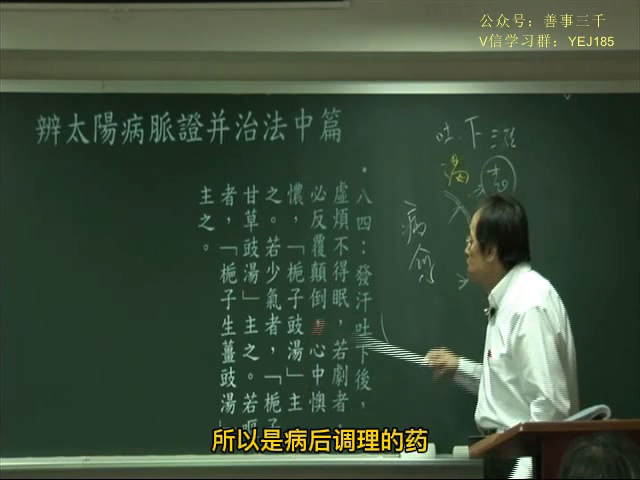 公众号：善事三千
V信学习群：YEJ185
辨太陽病脈證并治法中篇
吐下
病
八四：發汗吐下後，
虛煩不得眠，若劇者，
必反覆顛倒，心中懊
憹，「梔子豉湯」主
之。若少氣者，「梔子
甘草豉湯」主之。若嘔
者，「梔子生薑豉湯」
主之。
所以是病后调理的药